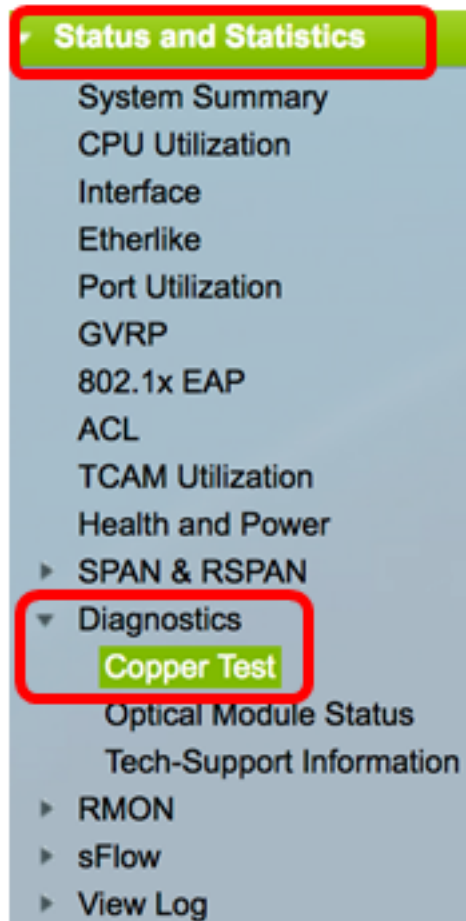 Status and Statistics
System Summary
CPU Utilization
Interface
Etherlike
Port Utilization
GVRP
802.1x EAP
ACL
TCAM Utilization
Health and Power
SPAN & RSPAN
Diagnostics
Copper Test
Optical Module Status
Tech-Support Information
RMON
sFlow
View Log